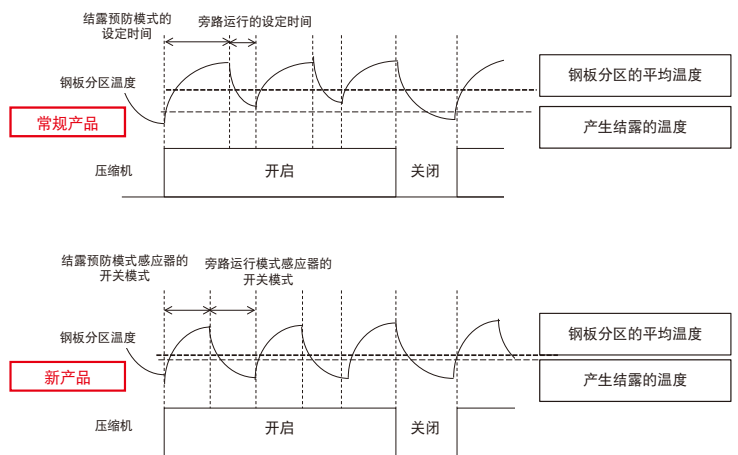 结露预防模式的
设定时间
旁路运行的设定时间
钢板分区温度
钢板分区的平均温度
常规产品
产生结露的温度
压缩机
开启
关闭
结露预防模式感应器的
开关模式
旁路运行模式感应器的
开关模式
钢板分区温度
钢板分区的平均温度
新产品
产生结露的温度
压缩机
开启
关闭